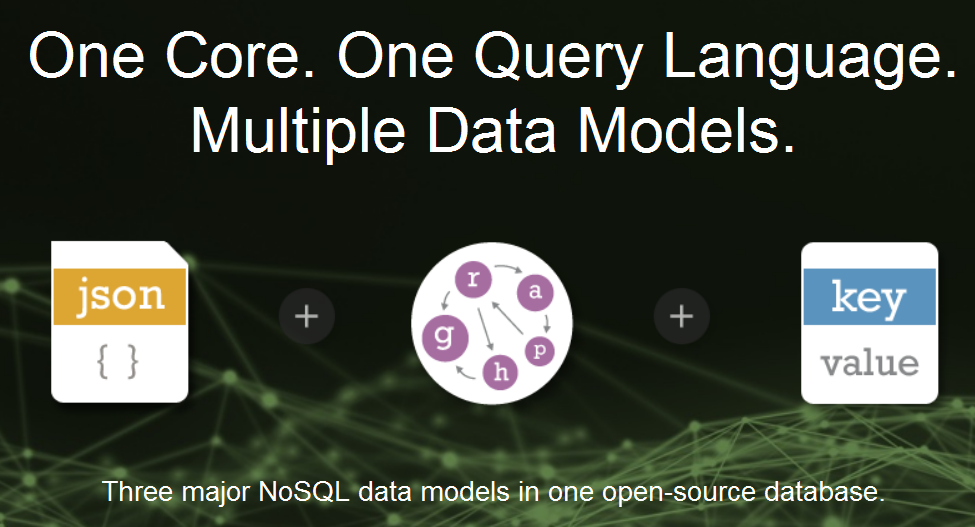 One Core. One Query Language.
Multiple Data Models.
json
{ }
+
r
a
g
p
h
+
key
value
Three major NoSQL data models in one open-source database.